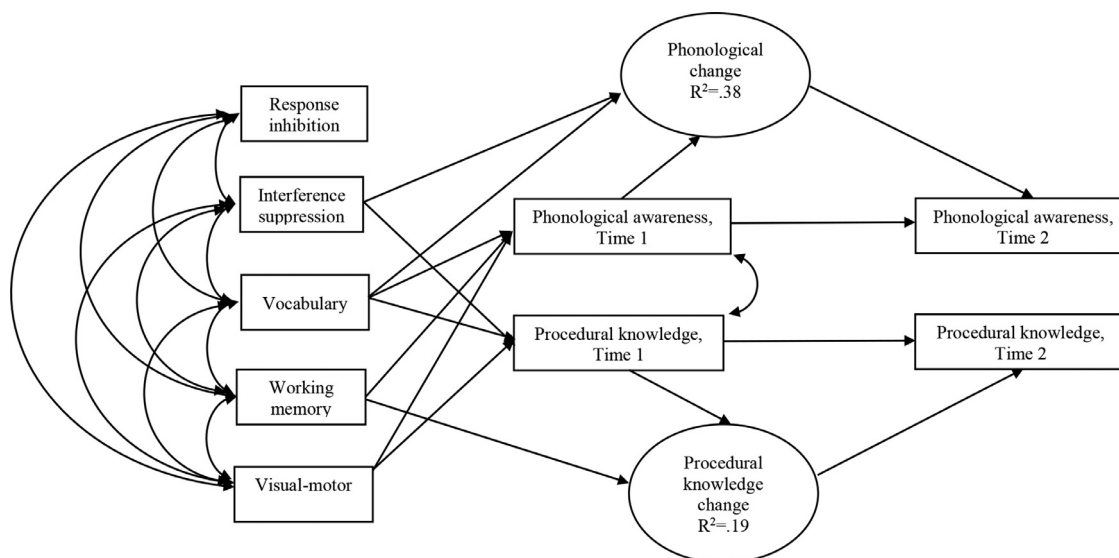 Response
inhibition
Interference
suppression
Vocabulary
Working
memory
Visual-motor
Phonological
change
R²=.38
Phonological awareness,
Time 1
Procedural knowledge,
Time 1
Procedural
knowledge
change
R²=.19
Phonological awareness,
Time 2
Procedural knowledge,
Time 2